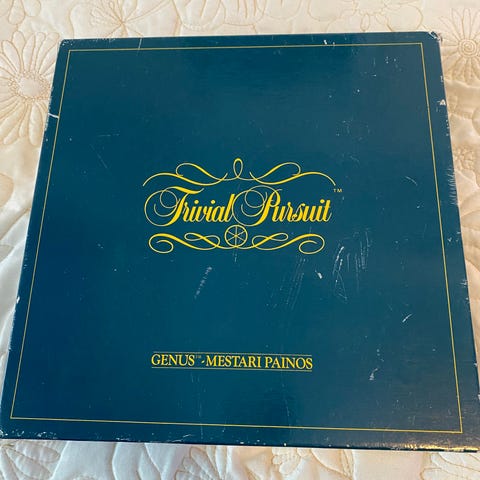 Trivial Pursuit™
GENUS™-MESTARI PAINOS